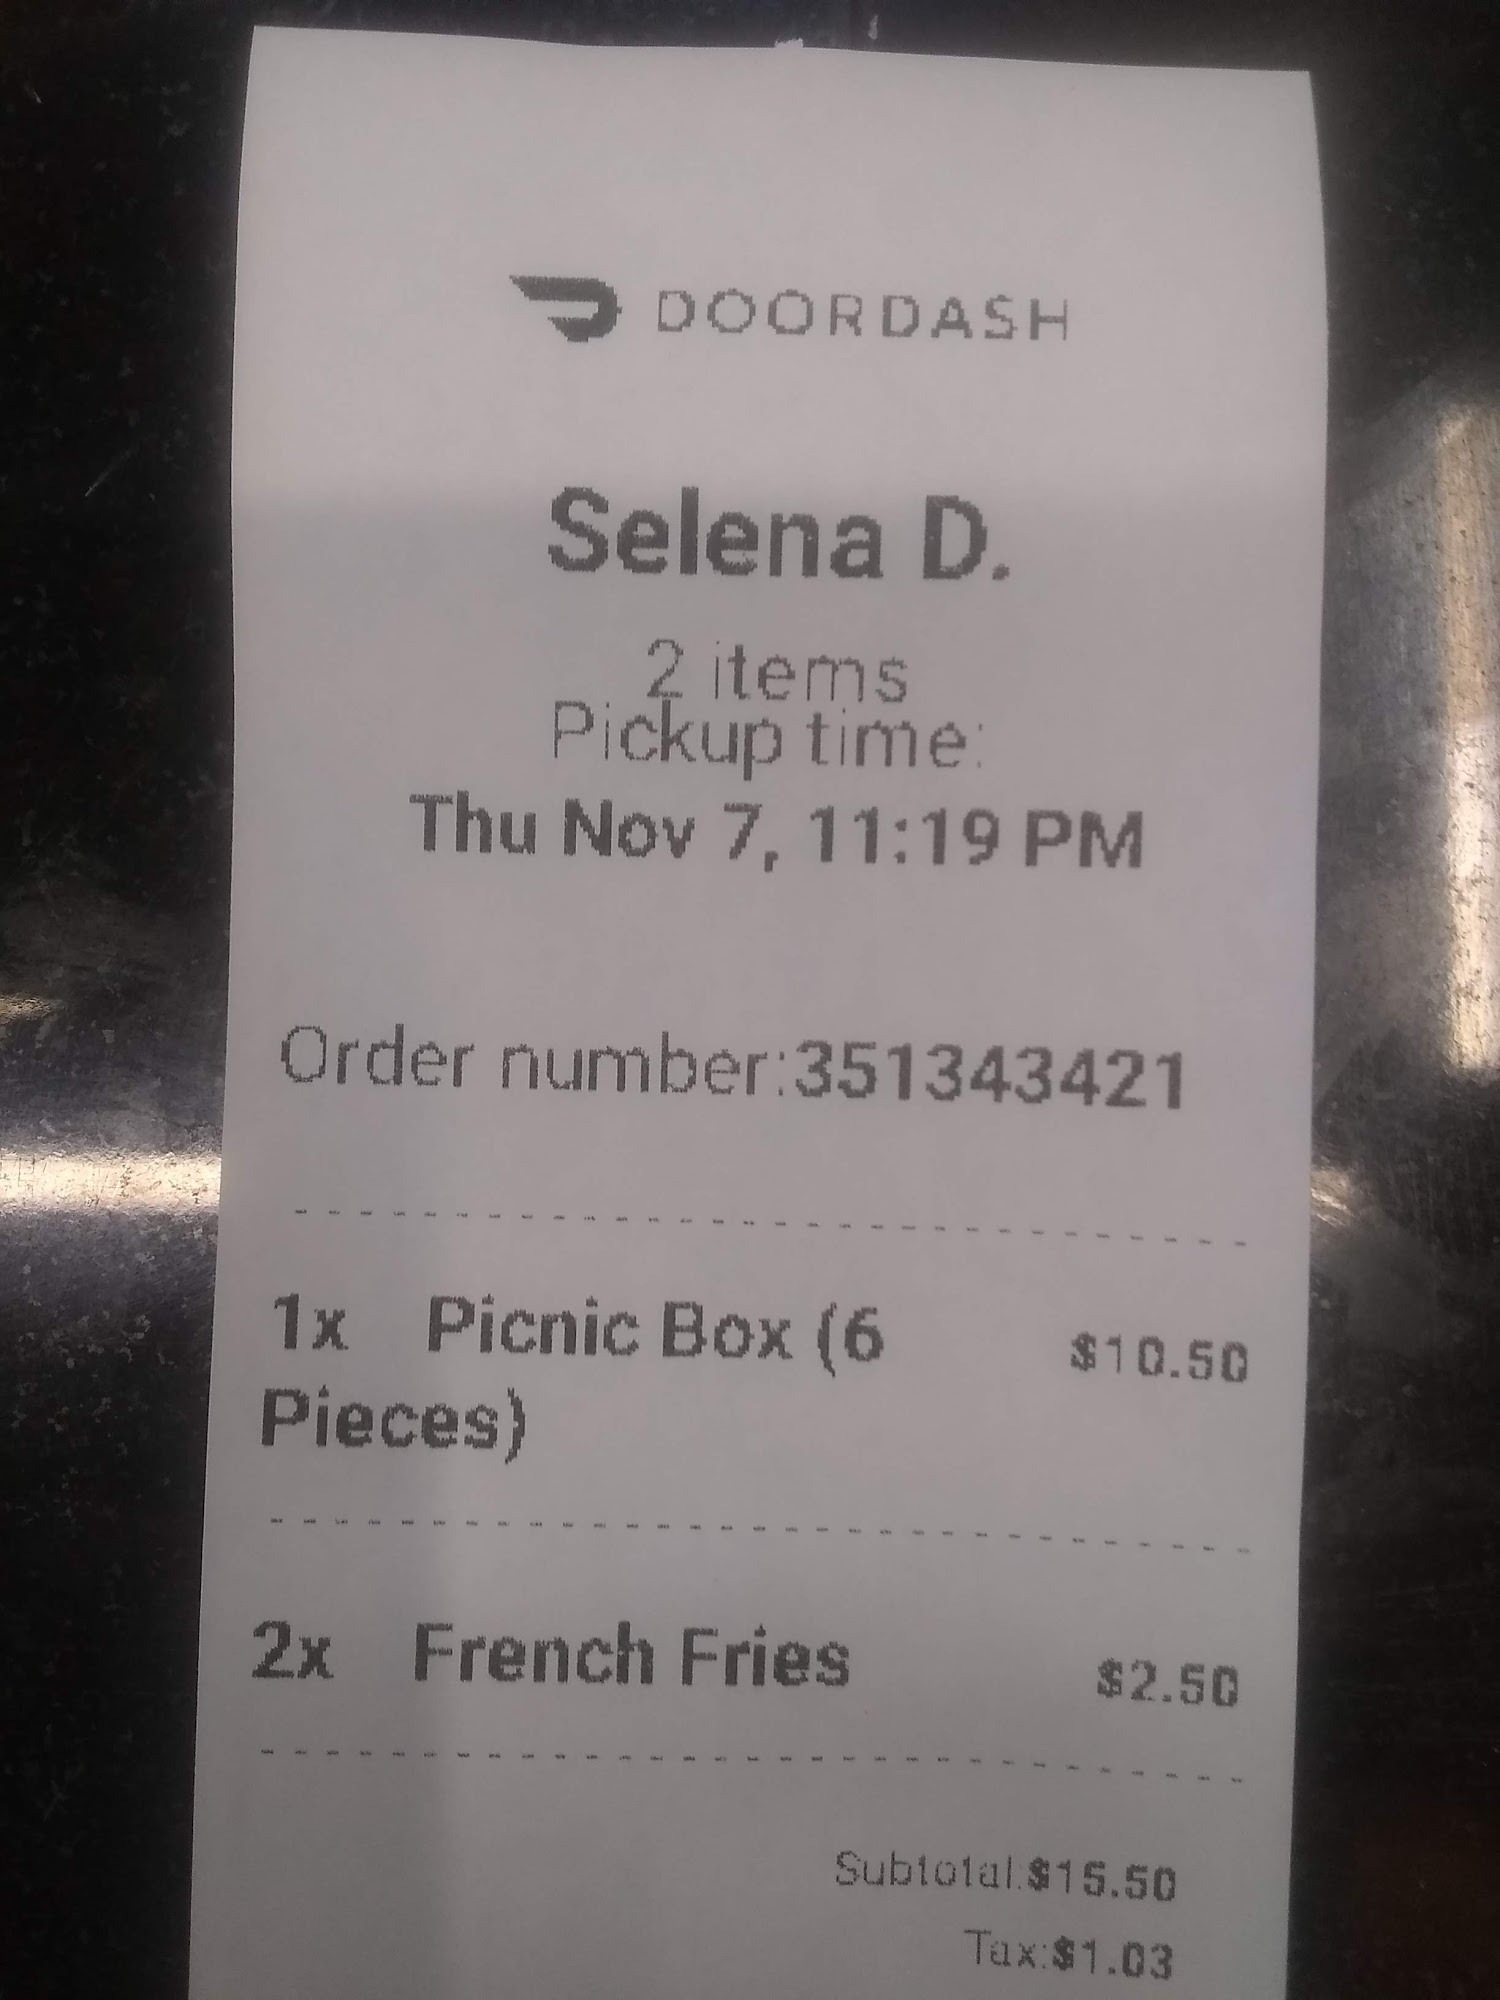 DOORDASH
Selena D.
2 items
Pickup time:
Thu Nov 7, 11:19 PM
Order number:351343421
1x Picnic Box (6 $10.50
Pieces)
2x French Fries $2.50
Subtotal:$15.50
Tax:$1.03